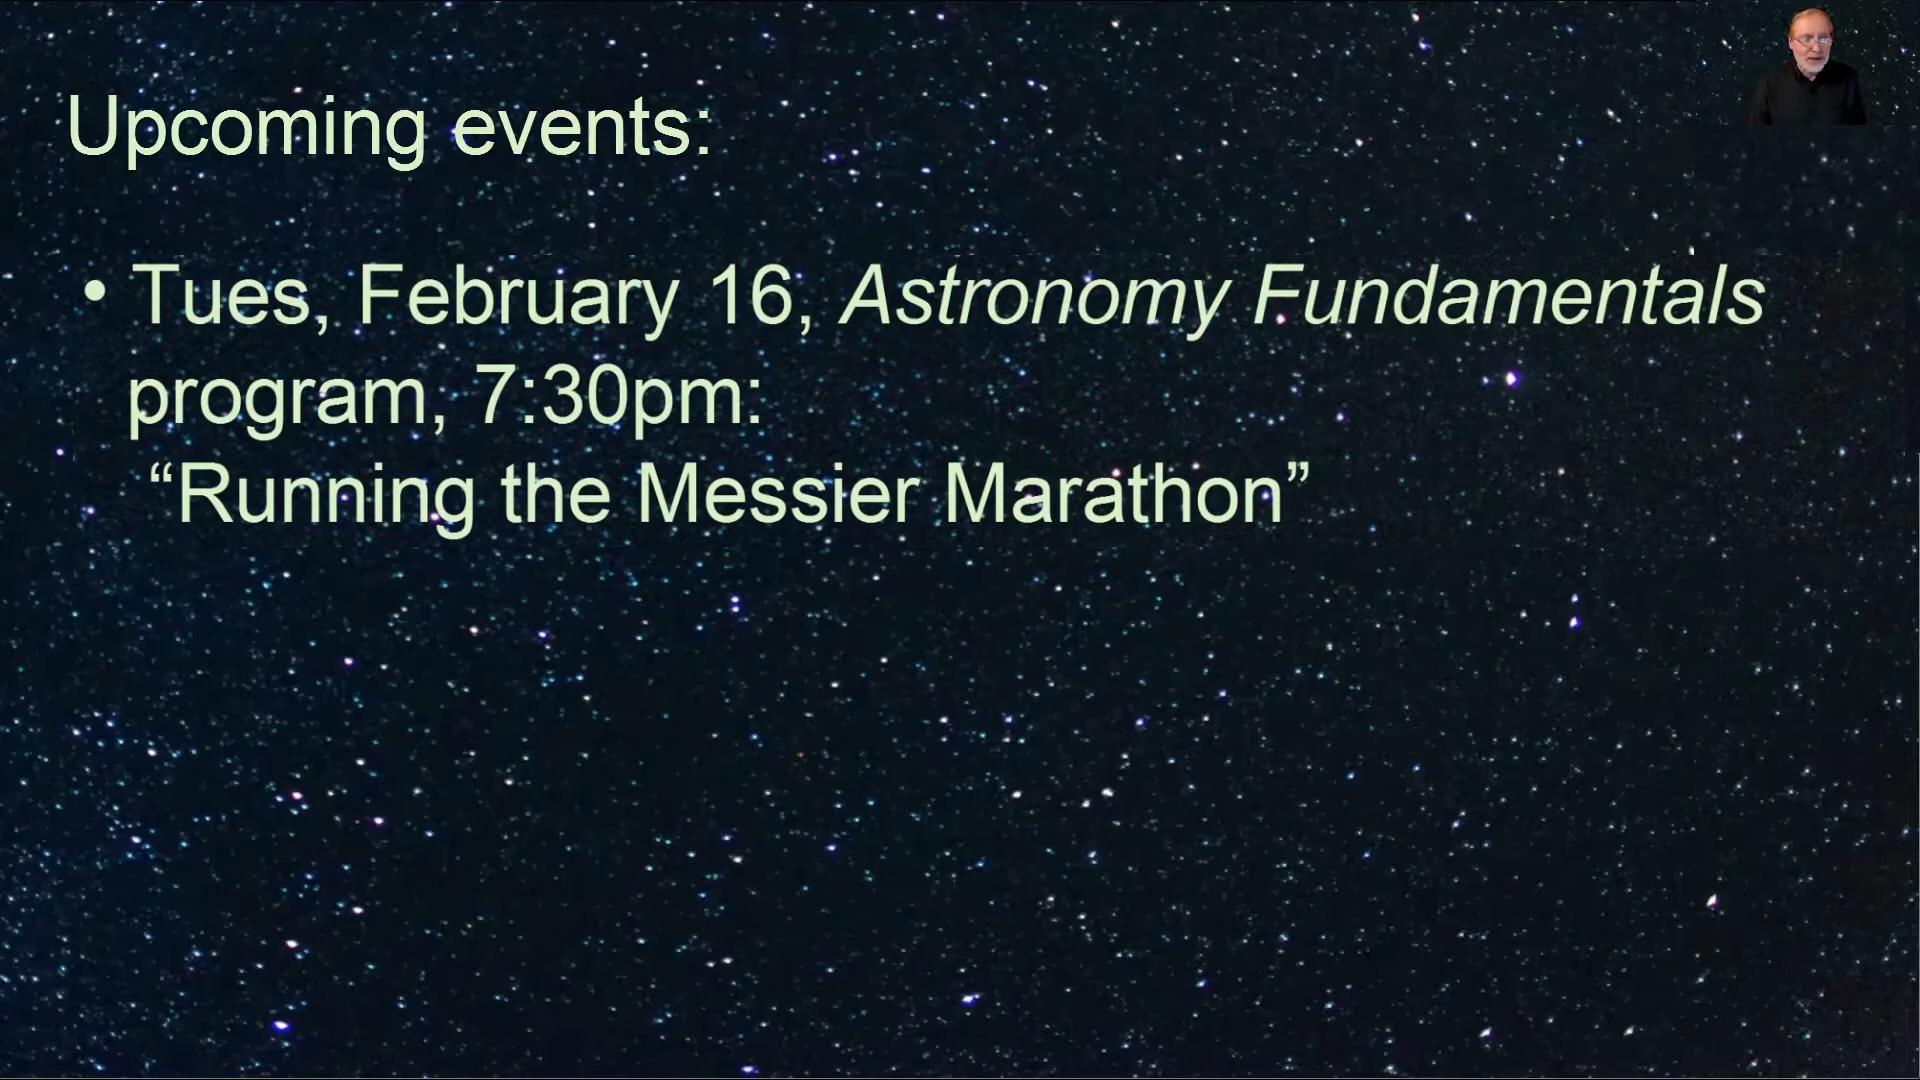 Upcoming events:
• Tues, February 16, Astronomy Fundamentals
program, 7:30pm:
“Running the Messier Marathon”